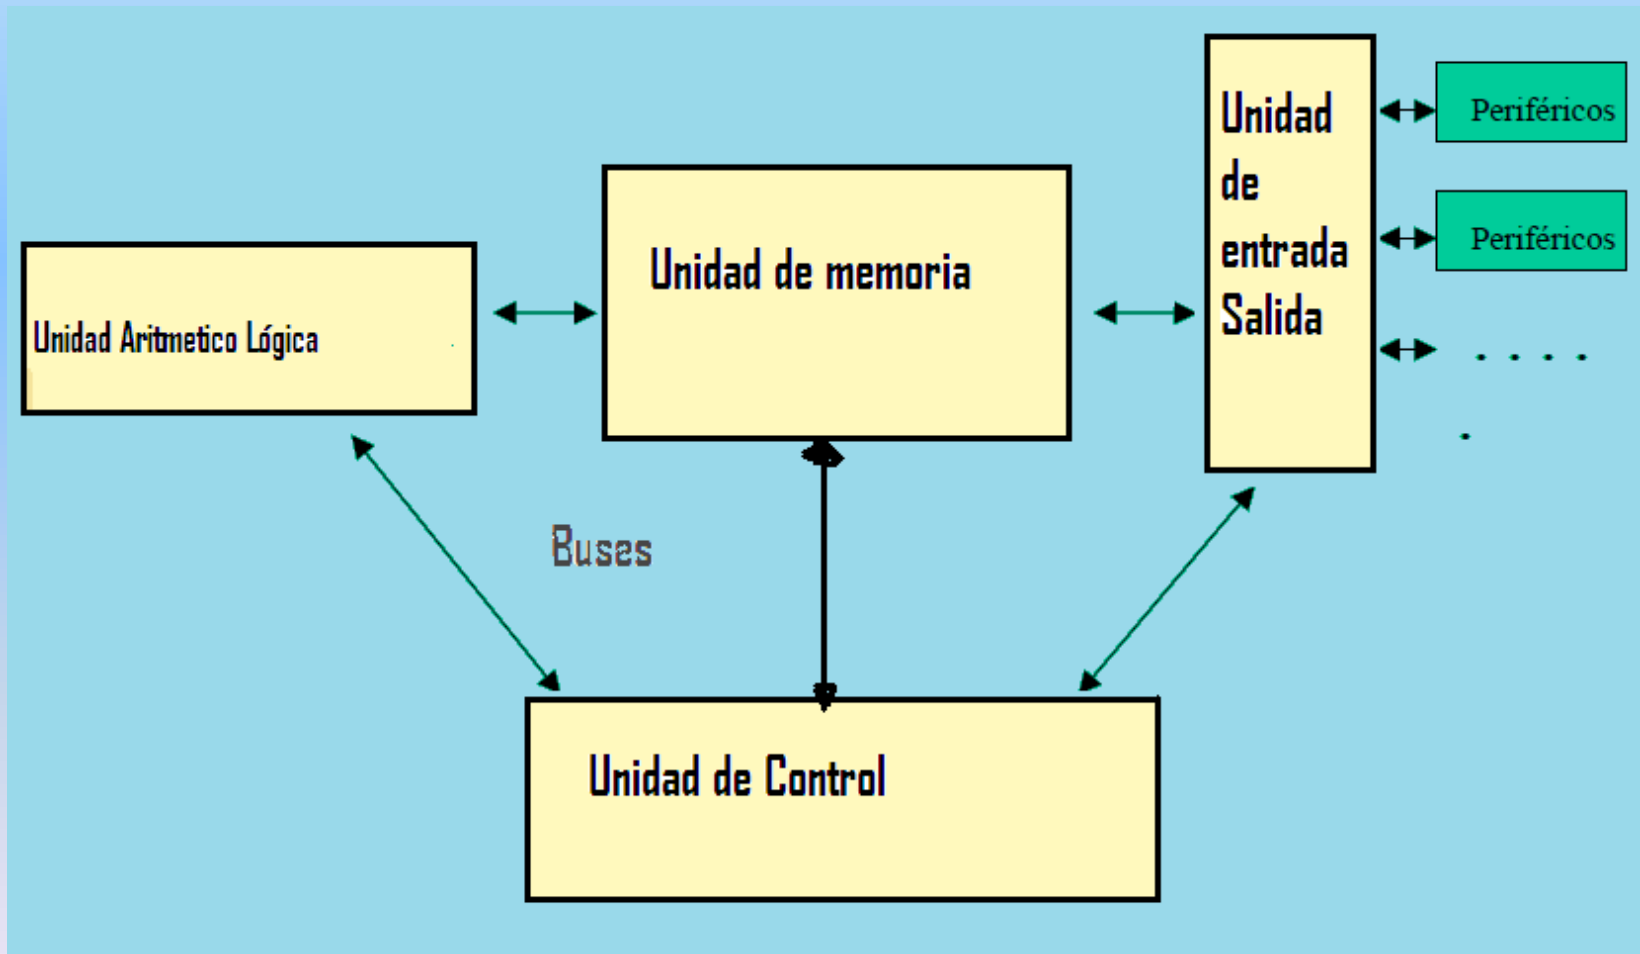 Unidad
de
entrada
Salida
Periféricos
Periféricos
. . . .
.
Unidad de memoria
Unidad Aritmetico Lógica
Buses
Unidad de Control